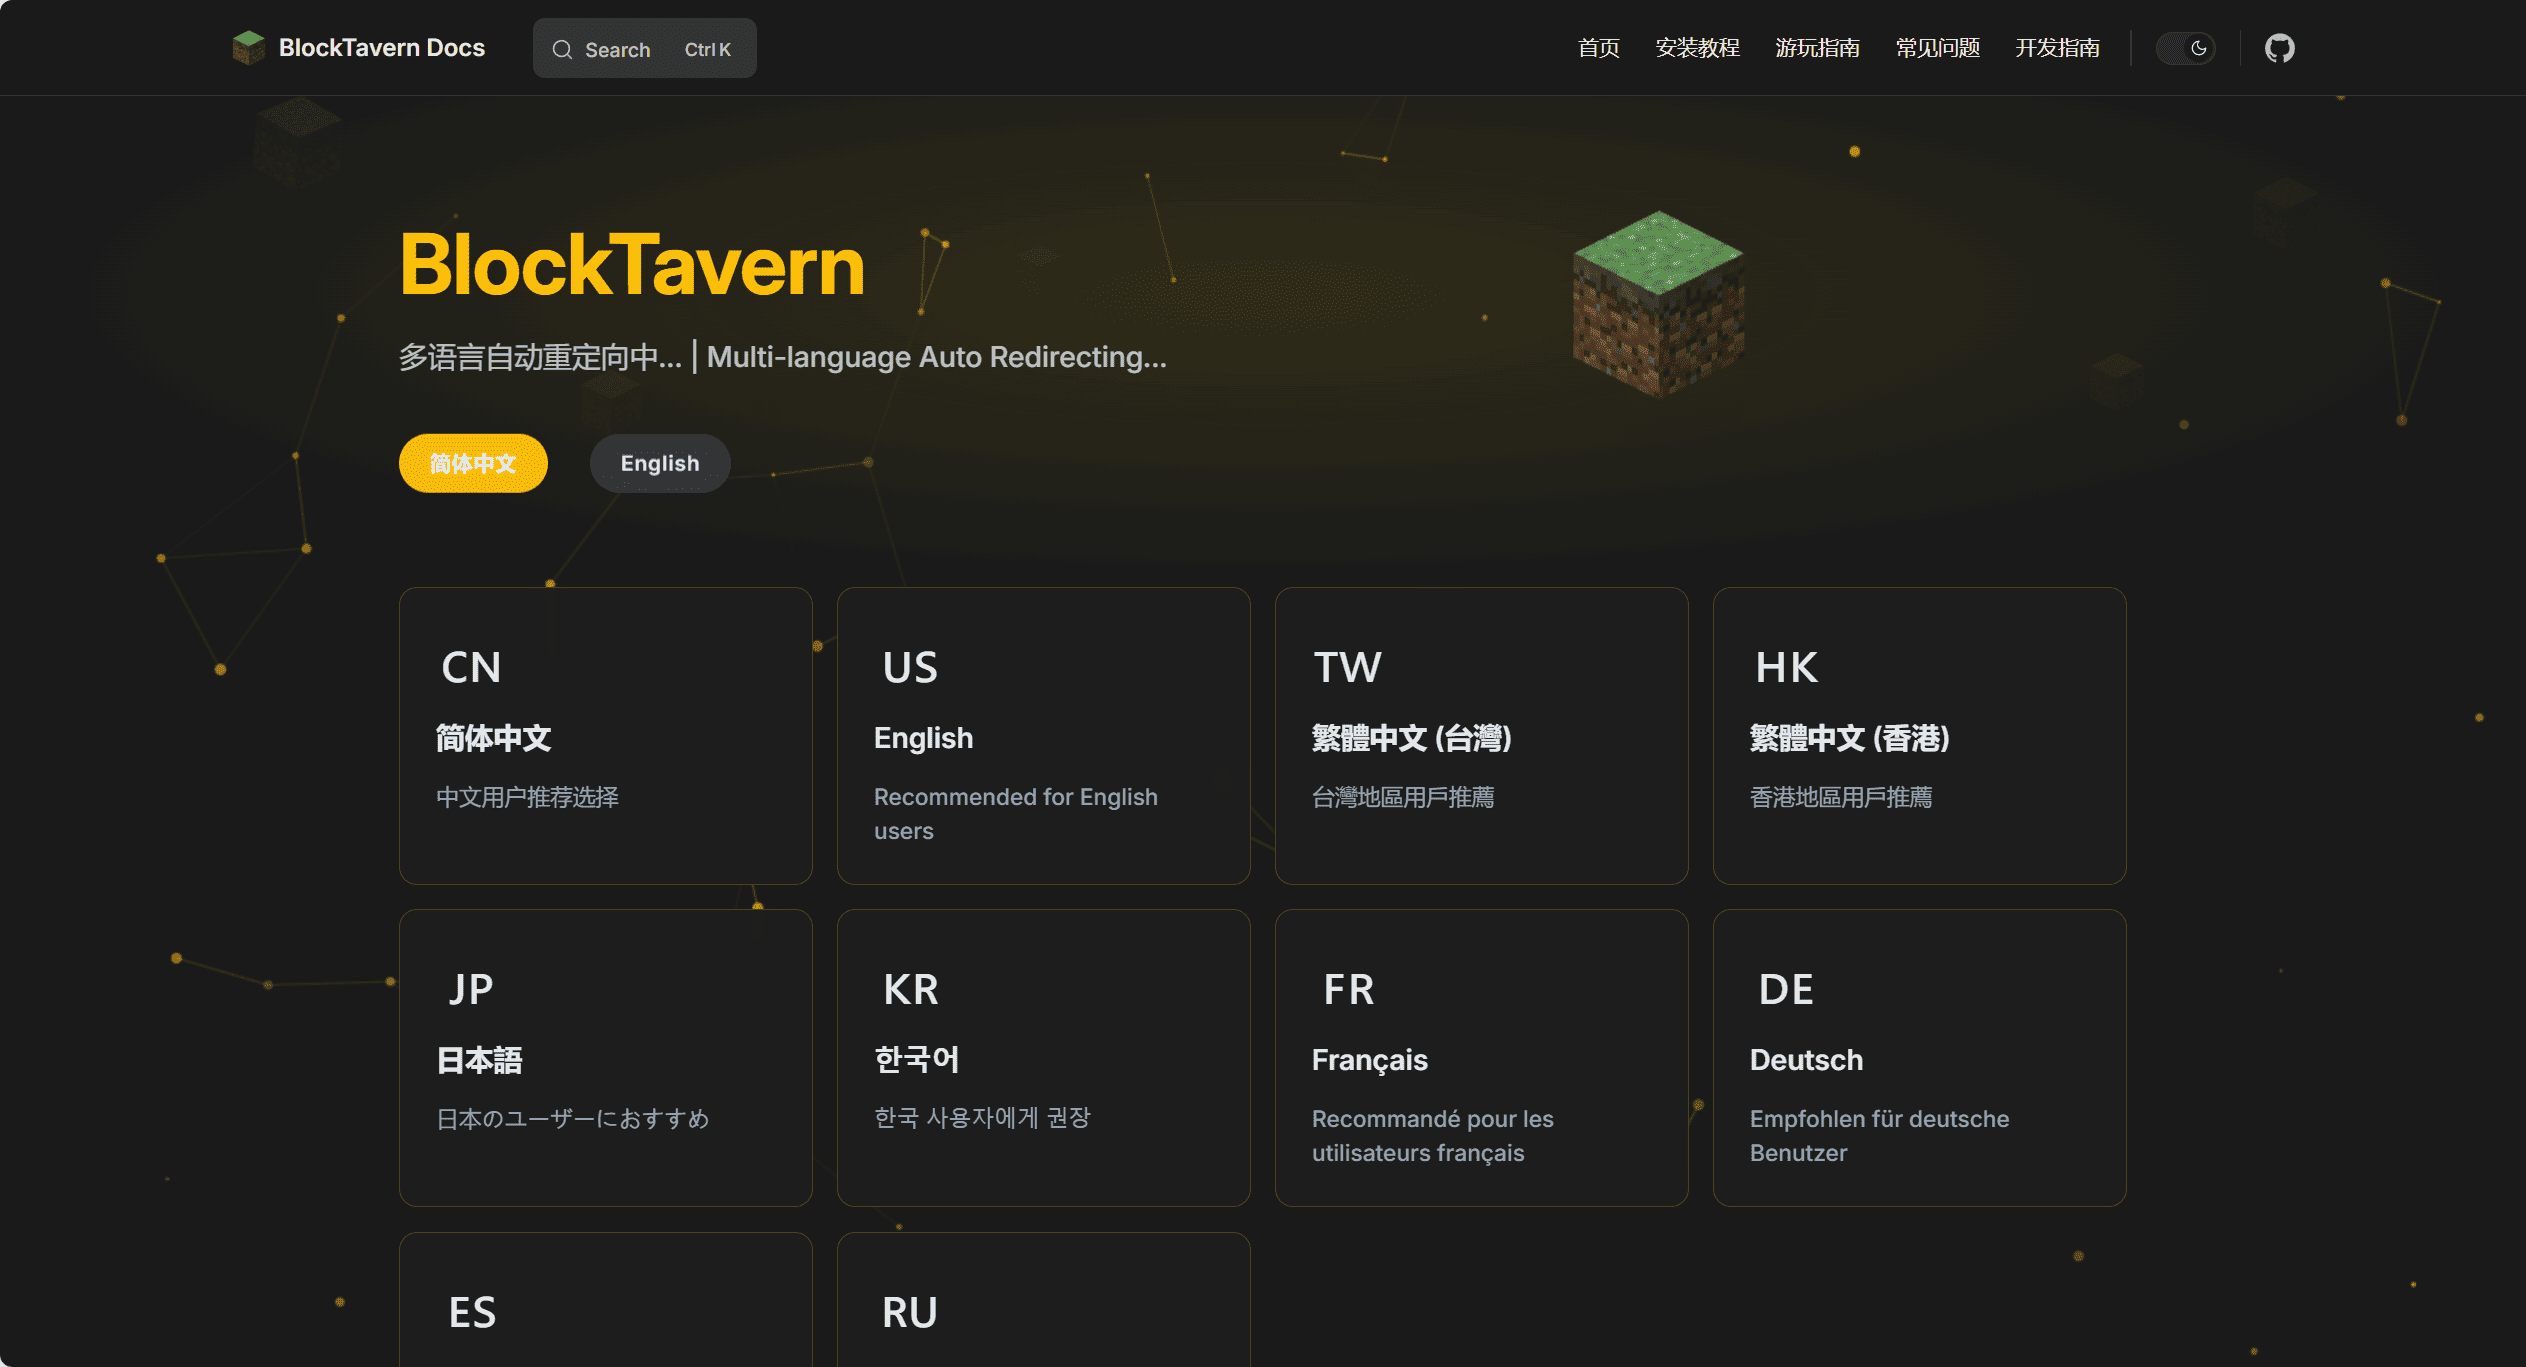 BlockTavern Docs
Search Ctrl K
首页 安装教程 游玩指南 常见问题 开发指南
BlockTavern
多语言自动重定向中... | Multi-language Auto Redirecting...
简体中文 English
CN
简体中文
中文用户推荐选择
US
English
Recommended for English
users
TW
繁體中文 (台灣)
台灣地區用戶推薦
HK
繁體中文 (香港)
香港地區用戶推薦
JP
日本語
日本のユーザーにおすすめ
KR
한국어
한국 사용자에게 권장
FR
Français
Recommandé pour les
utilisateurs français
DE
Deutsch
Empfohlen für deutsche
Benutzer
ES
RU